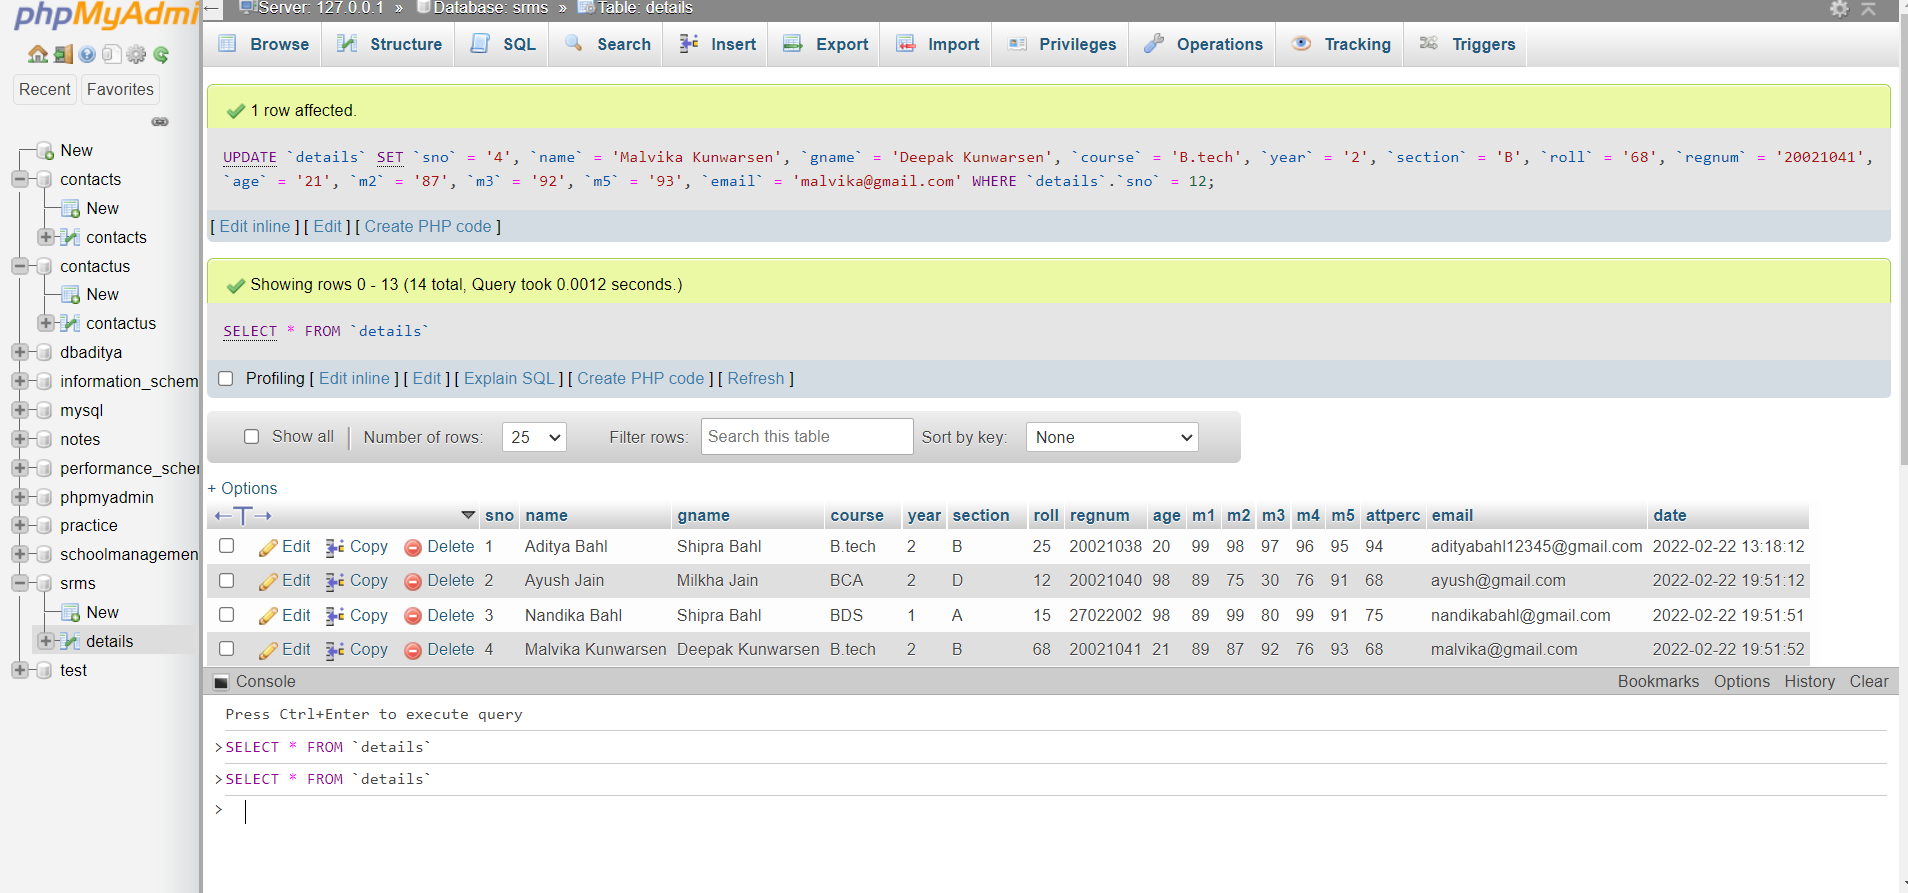 phpMyAdmi
Server: 127.0.0.1 » Database: srms » Table: details
Browse Structure SQL Search Insert Export Import Privileges Operations Tracking Triggers
Recent Favorites
New
contacts
New
contacts
contactus
New
contactus
dbaditya
information_schem
mysql
notes
performance_scher
phpmyadmin
practice
schoolmanagemen
srms
New
details
test
1 row affected.
UPDATE `details` SET `sno` = '4', `name` = 'Malvika Kunwarsen', `gname` = 'Deepak Kunwarsen', `course` = 'B.tech', `year` = '2', `section` = 'B', `roll` = '68', `regnum` = '20021041',
`age` = '21', `m2` = '87', `m3` = '92', `m5` = '93', `email` = 'malvika@gmail.com' WHERE `details`.`sno` = 12;
[ Edit inline ] [ Edit ] [ Create PHP code ]
Showing rows 0 - 13 (14 total, Query took 0.0012 seconds.)
SELECT * FROM `details`
Profiling [ Edit inline ] [ Edit ] [ Explain SQL ] [ Create PHP code ] [ Refresh ]
Show all | Number of rows: 25 Filter rows: Search this table Sort by key: None
+ Options
←T→ sno name gname course year section roll regnum age m1 m2 m3 m4 m5 attperc email date
Edit Copy Delete 1 Aditya Bahl Shipra Bahl B.tech 2 B 25 20021038 20 99 98 97 96 95 94 adityabahl12345@gmail.com 2022-02-22 13:18:12
Edit Copy Delete 2 Ayush Jain Milkha Jain BCA 2 D 12 20021040 98 89 75 30 76 91 68 ayush@gmail.com 2022-02-22 19:51:12
Edit Copy Delete 3 Nandika Bahl Shipra Bahl BDS 1 A 15 27022002 98 89 99 80 99 91 75 nandikabahl@gmail.com 2022-02-22 19:51:51
Edit Copy Delete 4 Malvika Kunwarsen Deepak Kunwarsen B.tech 2 B 68 20021041 21 89 87 92 76 93 68 malvika@gmail.com 2022-02-22 19:51:52
Console Bookmarks Options History Clear
Press Ctrl+Enter to execute query
>SELECT * FROM `details`
>SELECT * FROM `details`
>